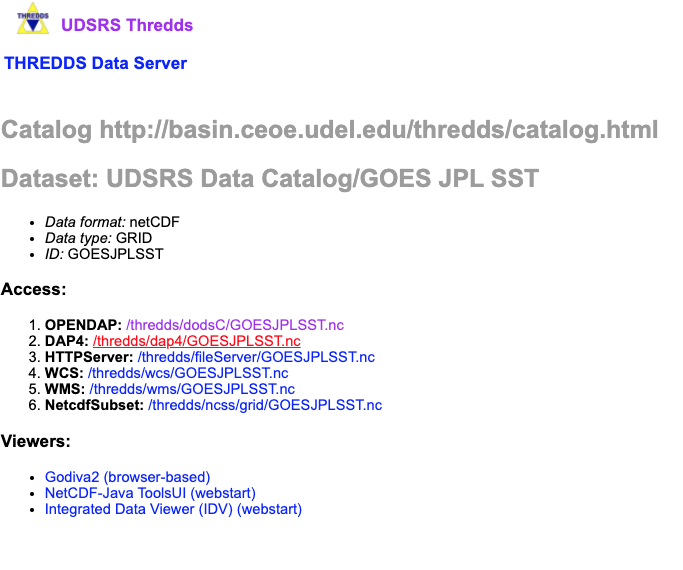 THREDDS
UDSRS Thredds
THREDDS Data Server
Catalog http://basin.ceoe.udel.edu/thredds/catalog.html
Dataset: UDSRS Data Catalog/GOES JPL SST
• Data format: netCDF
• Data type: GRID
• ID: GOESJPLSST
Access:
1. OPENDAP: /thredds/dodsC/GOESJPLSST.nc
2. DAP4: /thredds/dap4/GOESJPLSST.nc
3. HTTPServer: /thredds/fileServer/GOESJPLSST.nc
4. WCS: /thredds/wcs/GOESJPLSST.nc
5. WMS: /thredds/wms/GOESJPLSST.nc
6. NetcdfSubset: /thredds/ncss/grid/GOESJPLSST.nc
Viewers:
• Godiva2 (browser-based)
• NetCDF-Java ToolsUI (webstart)
• Integrated Data Viewer (IDV) (webstart)